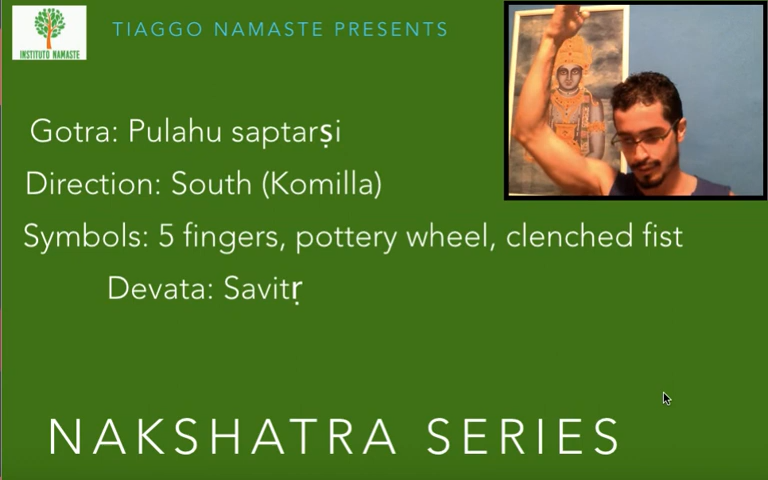 INSTITUTO NAMASTE
TIAGGO NAMASTE PRESENTS
Gotra: Pulahu saptarṣi
Direction: South (Komilla)
Symbols: 5 fingers, pottery wheel, clenched fist
Devata: Savitṛ
NAKSHATRA SERIES